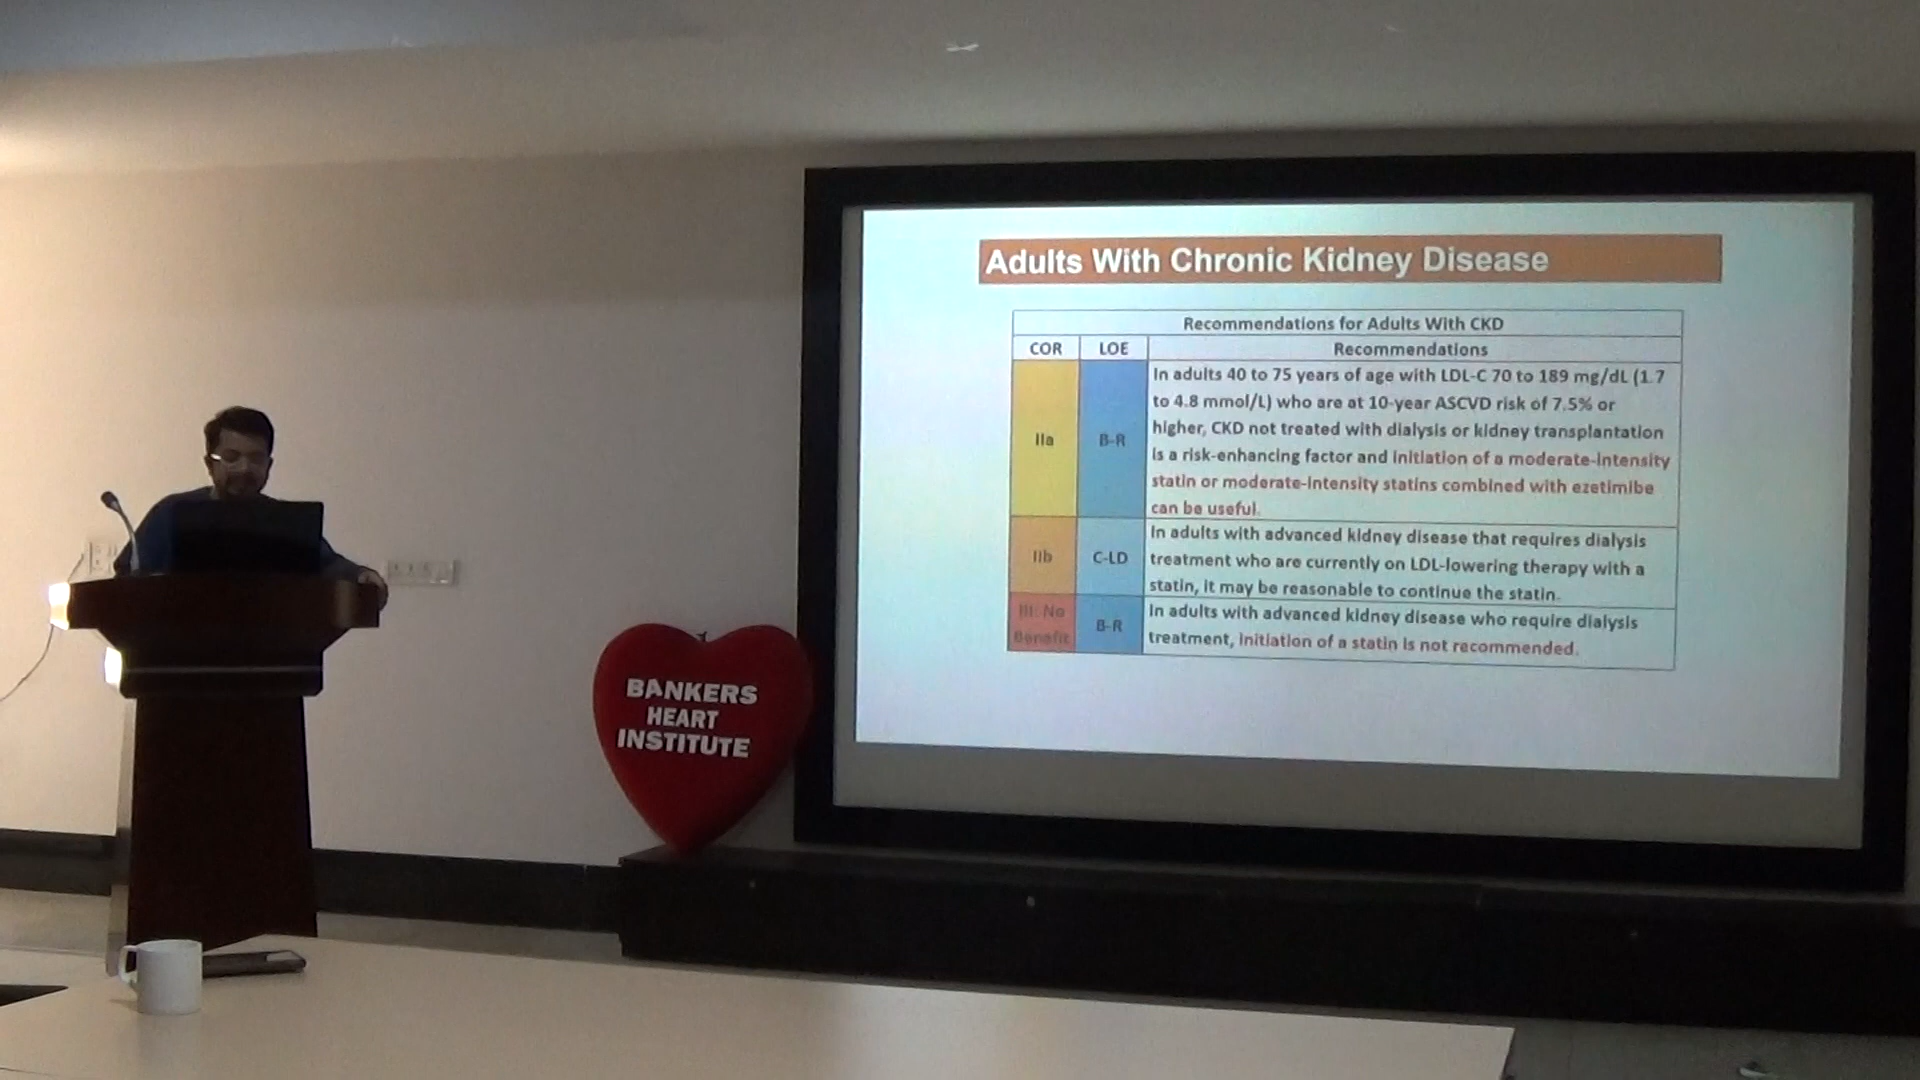 Adults With Chronic Kidney Disease
Recommendations for Adults With CKD
COR LOE Recommendations
IIa B-R
In adults 40 to 75 years of age with LDL-C 70 to 189 mg/dL (1.7
to 4.8 mmol/L) who are at 10-year ASCVD risk of 7.5% or
higher, CKD not treated with dialysis or kidney transplantation
is a risk-enhancing factor and initiation of a moderate-intensity
statin or moderate-intensity statins combined with ezetimibe
can be useful.
IIb C-LD
In adults with advanced kidney disease that requires dialysis
treatment who are currently on LDL-lowering therapy with a
statin, it may be reasonable to continue the statin.
III: No
Benefit
B-R
In adults with advanced kidney disease who require dialysis
treatment, initiation of a statin is not recommended.
BANKERS
HEART
INSTITUTE